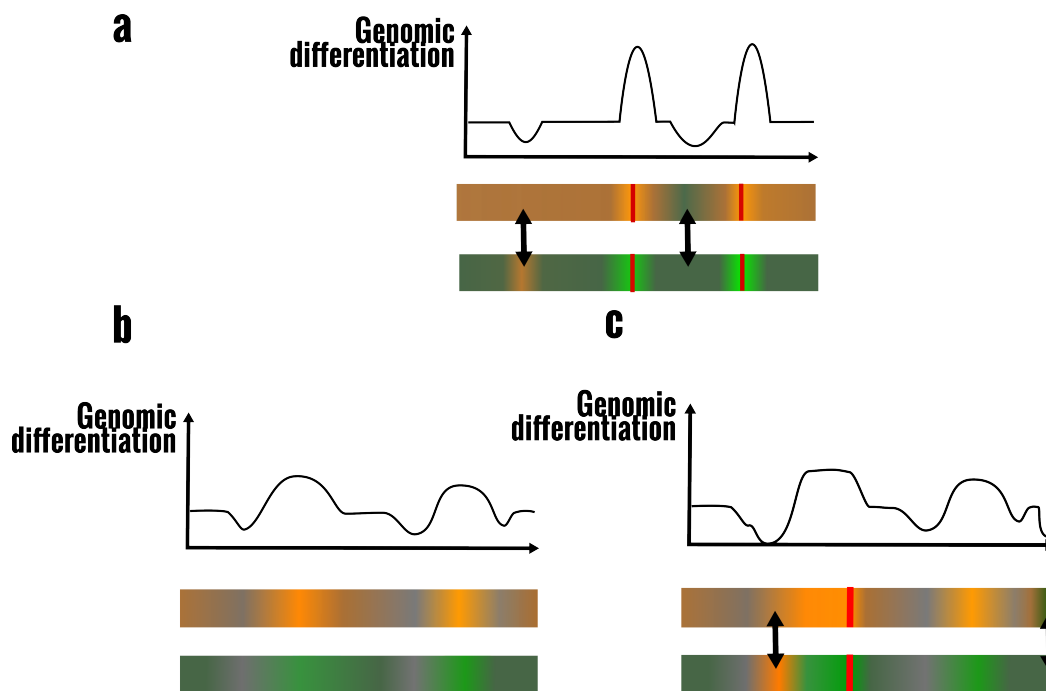 a
Genomic
differentiation
b
c
Genomic
differentiation
Genomic
differentiation